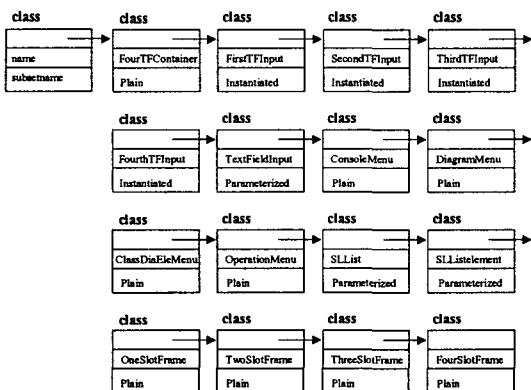 class class class class class
name FourTFContainer FirstTFInput SecondTFInput ThirdTFInput
subsetname Plain Instantiated Instantiated Instantiated
class class class class
FourthTFInput TextFieldInput ConsoleMenu DiagramMenu
Instantiated Parameterized Plain Plain
class class class class
ClassDiaEleMenu OperationMenu SLList SLListelement
Plain Plain Parameterized Parameterized
class class class class
OneSlotFrame TwoSlotFrame ThreeSlotFrame FourSlotFrame
Plain Plain Plain Plain